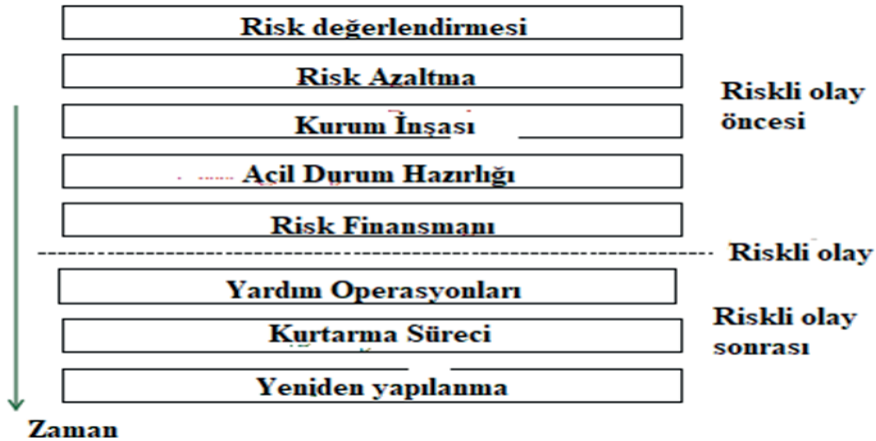 Risk değerlendirmesi
Risk Azaltma
Riskli olay
öncesi
Kurum İnşası
Açil Durum Hazırlığı
Risk Finansmanı
Riskli olay
Yardım Operasyonları
Kurtarma Süreci
Riskli olay
sonrası
Yeniden yapılanma
Zaman